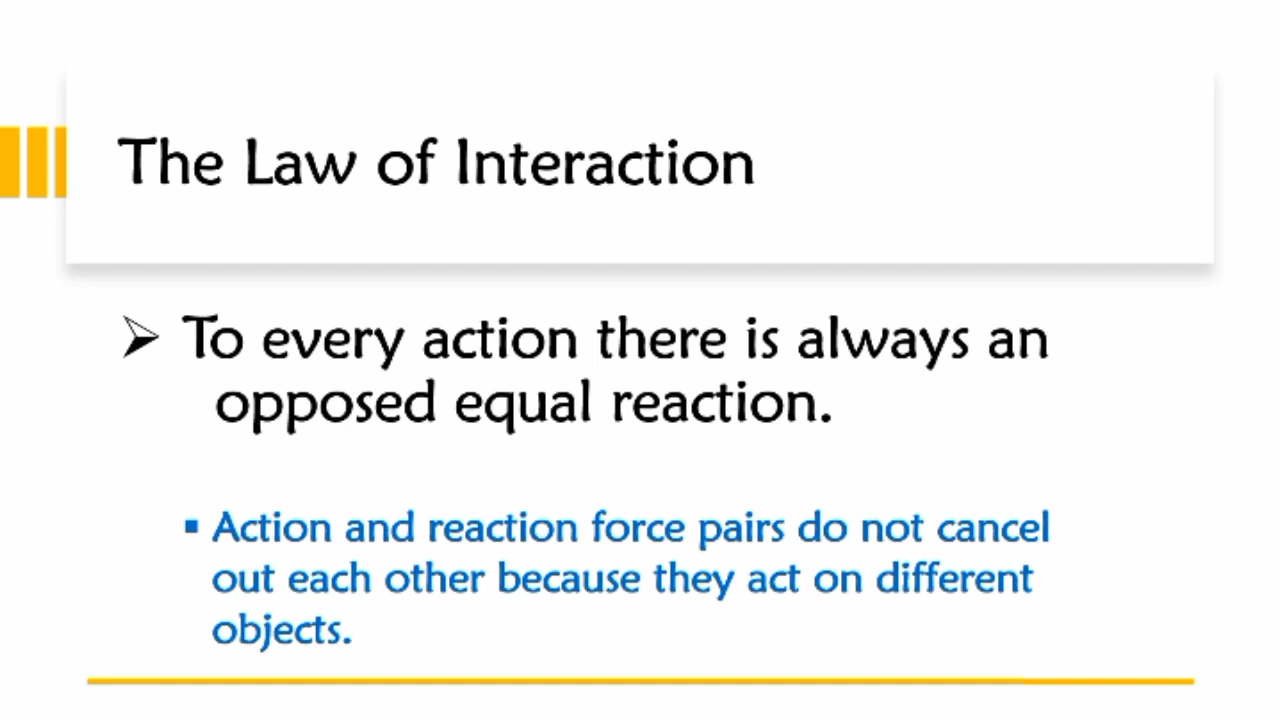 The Law of Interaction
➢ To every action there is always an
opposed equal reaction.
▪ Action and reaction force pairs do not cancel
out each other because they act on different
objects.